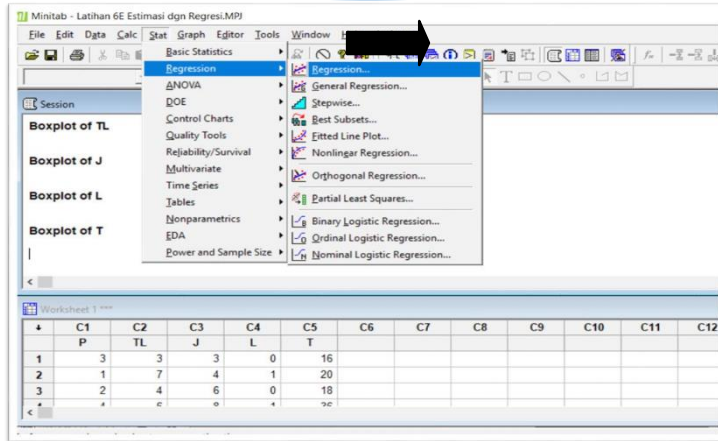 Minitab - Latihan 6E Estimasi dgn Regresi.MPJ
File Edit Data Calc Stat Graph Editor Tools Window
Basic Statistics
Regression
ANOVA
DOE
Control Charts
Quality Tools
Reliability/Survival
Multivariate
Time Series
Tables
Nonparametrics
EDA
Power and Sample Size
Regression...
General Regression...
Stepwise...
Best Subsets...
Fitted Line Plot...
Nonlinear Regression...
Orthogonal Regression...
Partial Least Squares...
Binary Logistic Regression...
Ordinal Logistic Regression...
Nominal Logistic Regression...
Session
Boxplot of TL
Boxplot of J
Boxplot of L
Boxplot of T
Worksheet 1 ***
C1 C2 C3 C4 C5 C6 C7 C8 C9 C10 C11 C12
P TL J L T
1 3 3 3 0 16
2 1 7 4 1 20
3 2 4 6 0 18